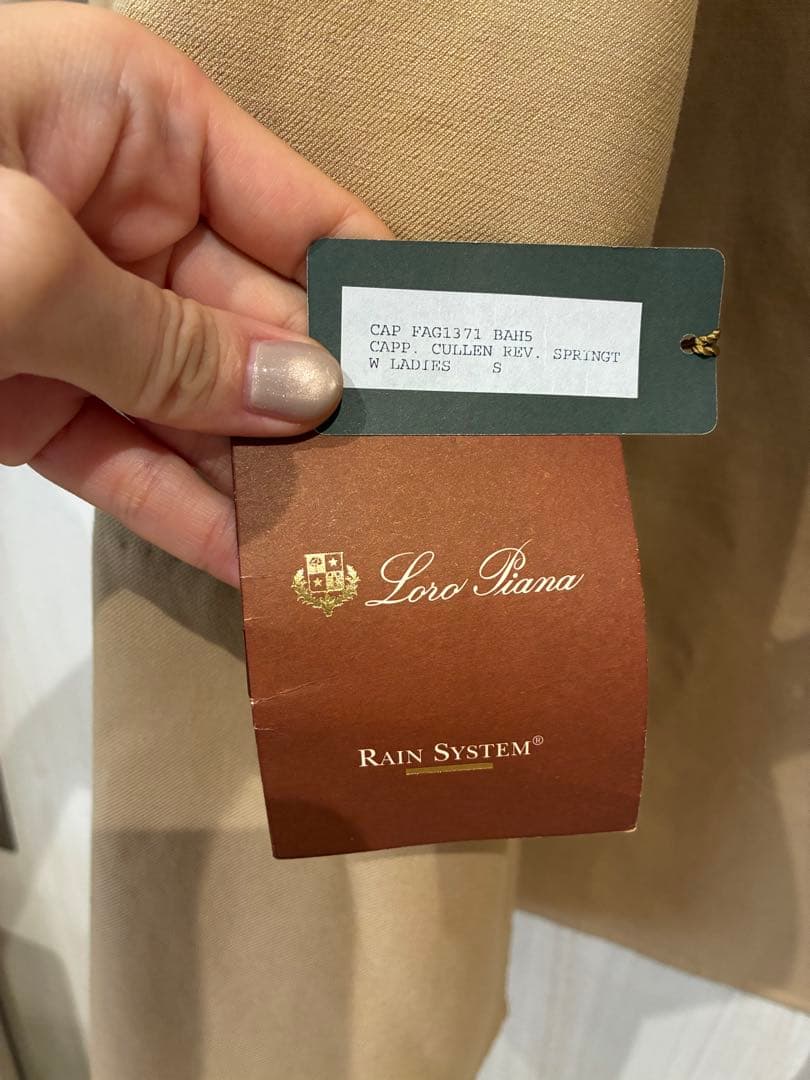 CAP FAG1371 BAH5
CAPP. CULLEN REV. SPRINGT
W LADIES S
Loro Piana
RAIN SYSTEM®